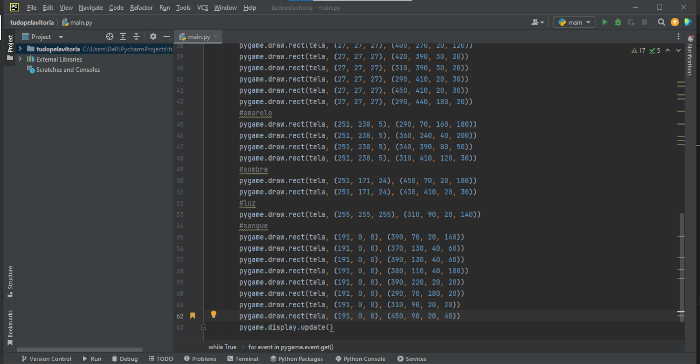 File Edit View Navigate Code Refactor Run Tools VCS Window Help
tudopelavitoria - main.py
tudopelavitoria main.py
main
Project
main.py
tudopelavitoria C:\Users\Dell\PycharmProjects\t
External Libraries
Scratches and Consoles
17 5
pygame.draw.rect(tela, (27, 27, 27), (400, 270, 20, 120))
39 pygame.draw.rect(tela, (27, 27, 27), (420, 390, 30, 20))
40 pygame.draw.rect(tela, (27, 27, 27), (310, 390, 30, 20))
41 pygame.draw.rect(tela, (27, 27, 27), (290, 410, 20, 30))
42 pygame.draw.rect(tela, (27, 27, 27), (450, 410, 20, 30))
43 pygame.draw.rect(tela, (27, 27, 27), (290, 440, 180, 20))
44 #amarelo
45 pygame.draw.rect(tela, (251, 238, 5), (290, 70, 160, 180))
46 pygame.draw.rect(tela, (251, 238, 5), (360, 240, 40, 200))
47 pygame.draw.rect(tela, (251, 238, 5), (340, 390, 80, 50))
48 pygame.draw.rect(tela, (251, 238, 5), (310, 410, 120, 30))
49 #sombra
50 pygame.draw.rect(tela, (251, 171, 24), (450, 70, 20, 180))
51 pygame.draw.rect(tela, (251, 171, 24), (430, 410, 20, 30))
52 #luz
53 pygame.draw.rect(tela, (255, 255, 255), (310, 90, 20, 140))
54 #sangue
55 pygame.draw.rect(tela, (191, 0, 0), (390, 70, 20, 140))
56 pygame.draw.rect(tela, (191, 0, 0), (370, 130, 40, 60))
57 pygame.draw.rect(tela, (191, 0, 0), (390, 130, 40, 60))
58 pygame.draw.rect(tela, (191, 0, 0), (380, 110, 40, 100))
59 pygame.draw.rect(tela, (191, 0, 0), (390, 220, 20, 20))
60 pygame.draw.rect(tela, (191, 0, 0), (290, 70, 180, 20))
61 pygame.draw.rect(tela, (191, 0, 0), (310, 90, 20, 20))
62 pygame.draw.rect(tela, (191, 0, 0), (450, 90, 20, 40))
63 pygame.display.update()
while True for event in pygame.event.get()
Structure
Bookmarks
Notifications
Version Control Run TODO Problems Terminal Python Packages Python Console Services